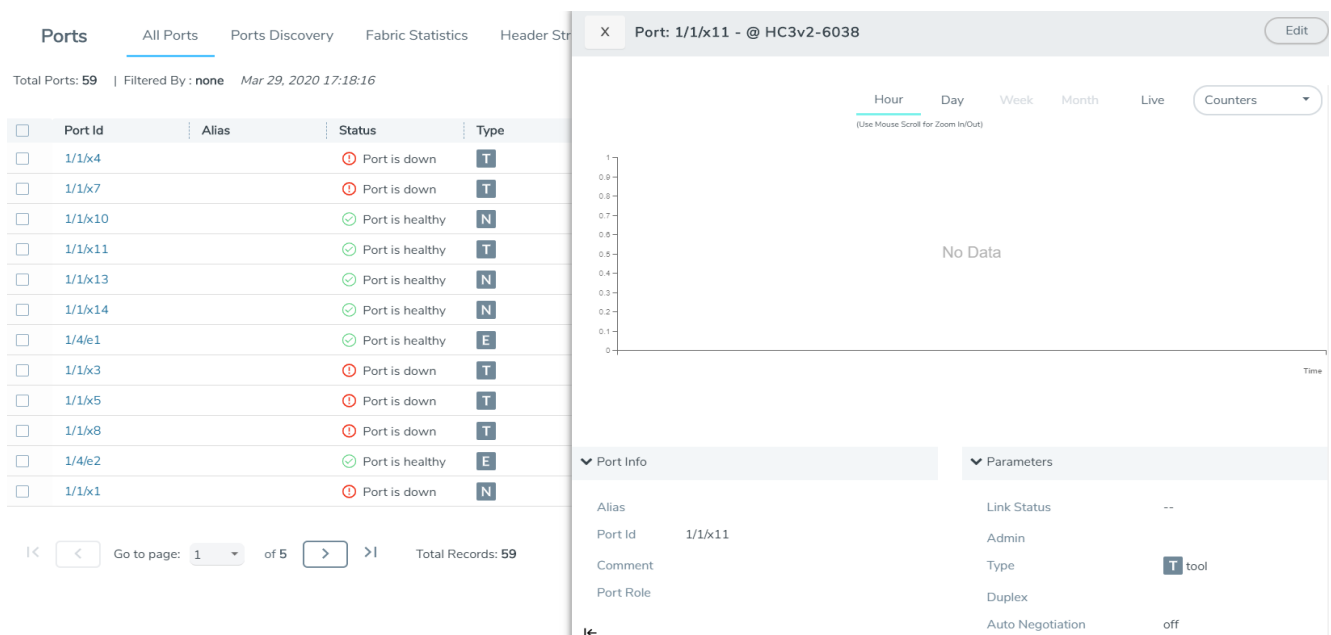 Ports All Ports Ports Discovery Fabric Statistics Header Str
Total Ports: 59 | Filtered By : none Mar 29, 2020 17:18:16
Port Id Alias Status Type
1/1/x4 Port is down T
1/1/x7 Port is down T
1/1/x10 Port is healthy N
1/1/x11 Port is healthy T
1/1/x13 Port is healthy N
1/1/x14 Port is healthy N
1/4/e1 Port is healthy E
1/1/x3 Port is down T
1/1/x5 Port is down T
1/1/x8 Port is down T
1/4/e2 Port is healthy E
1/1/x1 Port is down N
Go to page: 1 of 5 Total Records: 59
X Port: 1/1/x11 - @ HC3v2-6038 Edit
Hour Day Week Month Live Counters
(Use Mouse Scroll for Zoom In/Out)
1
0.9
0.8
0.7
0.6
0.5
0.4
0.3
0.2
0.1
0
No Data
Time
Port Info
Alias
Port Id 1/1/x11
Comment
Port Role
Parameters
Link Status --
Admin
Type T tool
Duplex
Auto Negotiation off